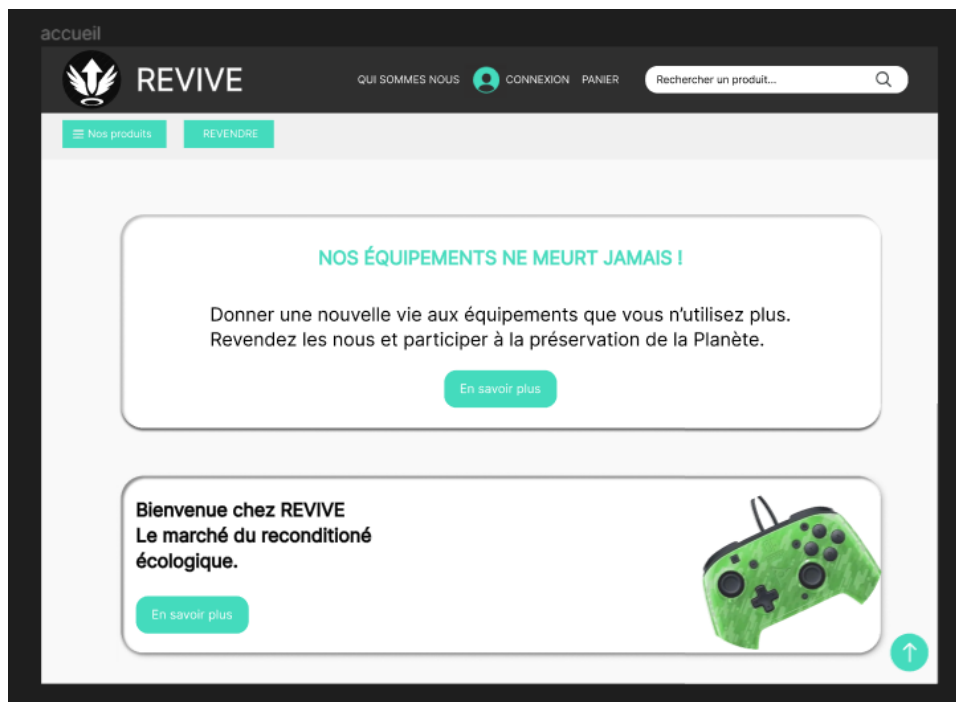 accueil
REVIVE
QUI SOMMES NOUS
CONNEXION
PANIER
Rechercher un produit...
Nos produits
REVENDRE
NOS ÉQUIPEMENTS NE MEURT JAMAIS !
Donner une nouvelle vie aux équipements que vous n'utilisez plus.
Revendez les nous et participer à la préservation de la Planète.
En savoir plus
Bienvenue chez REVIVE
Le marché du reconditioné
écologique.
En savoir plus